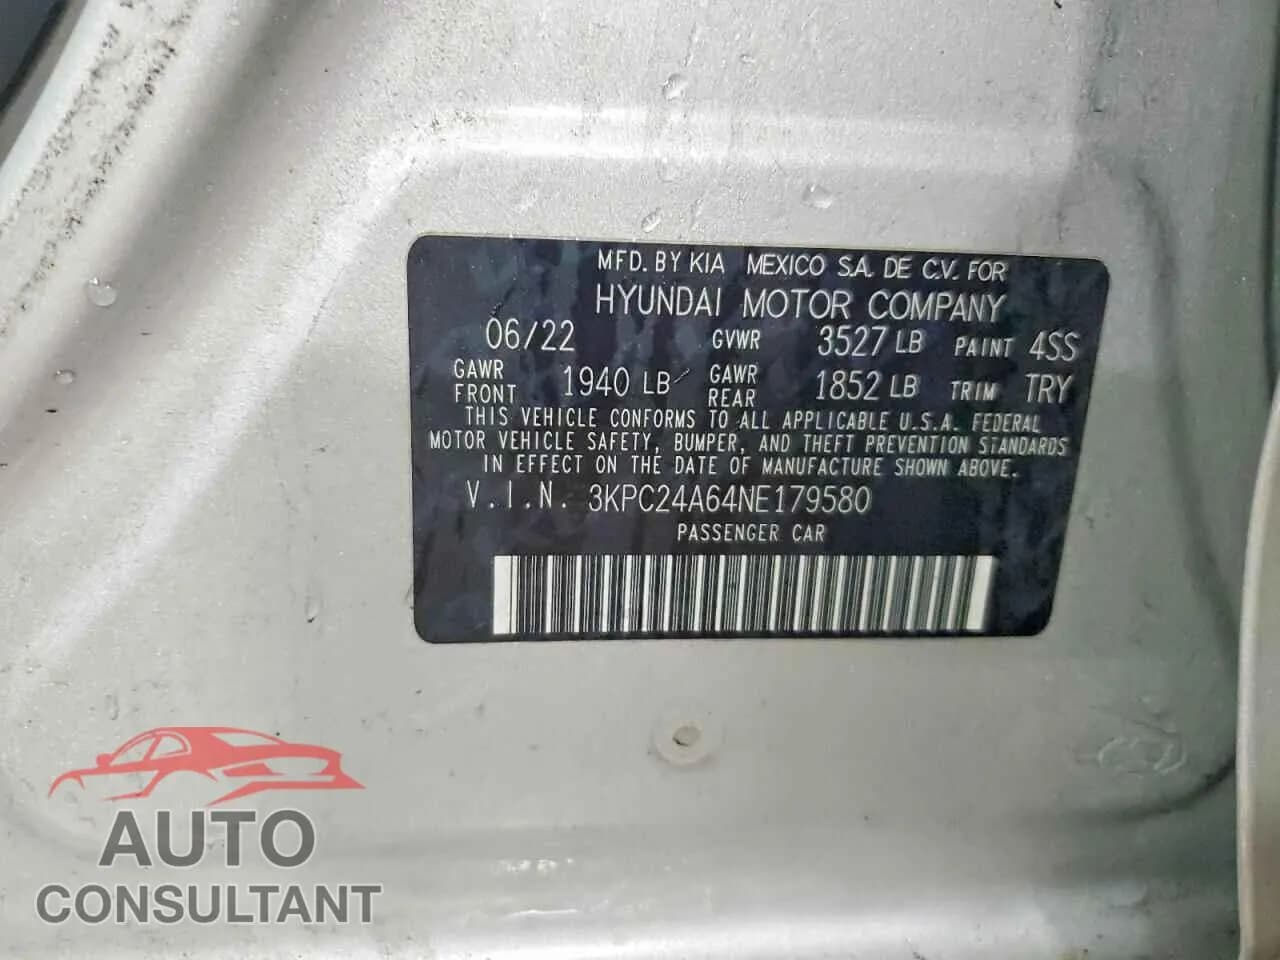 MFD. BY KIA MEXICO S.A. DE C.V. FOR
HYUNDAI MOTOR COMPANY
06/22 GVWR 3527 LB PAINT 4SS
GAWR FRONT 1940 LB GAWR REAR 1852 LB TRIM TRY
THIS VEHICLE CONFORMS TO ALL APPLICABLE U.S.A. FEDERAL
MOTOR VEHICLE SAFETY, BUMPER, AND THEFT PREVENTION STANDARDS
IN EFFECT ON THE DATE OF MANUFACTURE SHOWN ABOVE.
V.I.N. 3KPC24A64NE179580
PASSENGER CAR
AUTO
CONSULTANT